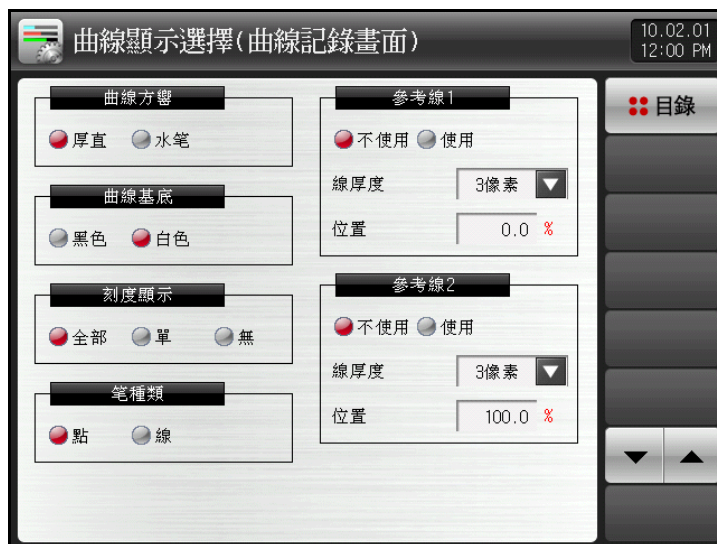 曲線顯示選擇(曲線記錄畫面)
10.02.01
12:00 PM
曲線方響
厚直 水笔
曲線基底
黑色 白色
刻度顯示
全部 單 無
笔種類
點 線
參考線1
不使用 使用
線厚度 3像素
位置 0.0 %
參考線2
不使用 使用
線厚度 3像素
位置 100.0 %
目錄